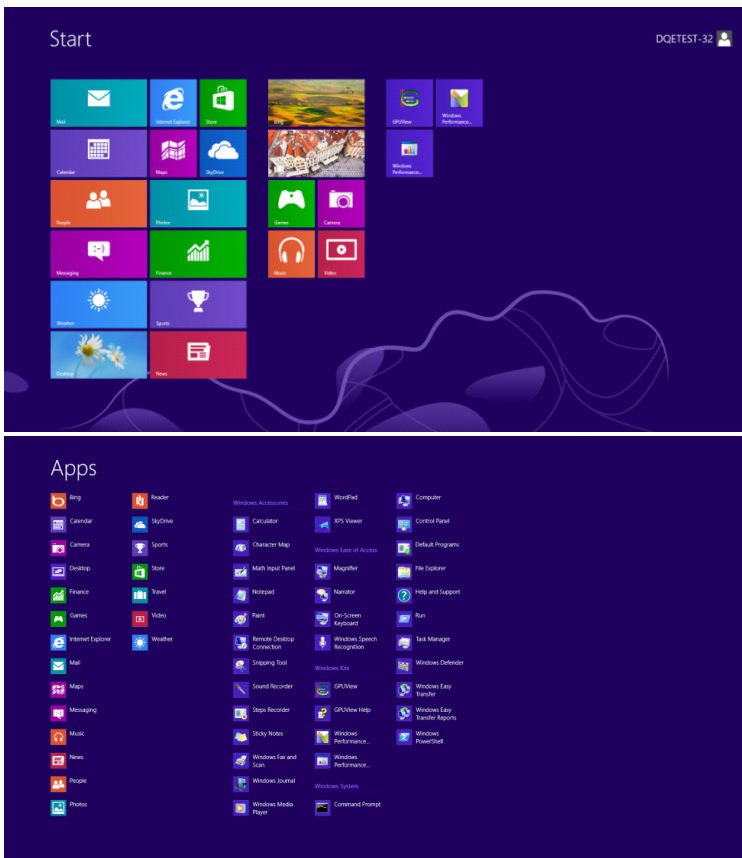 Start
DQETEST-32
Mail
Internet Explorer
Store
Calendar
Maps
SkyDrive
People
Photos
Messaging
Finance
Weather
Sports
Desktop
News
Bing
Games
Camera
Music
Video
GPUView
Windows
Performance...
Windows
Performance...
Apps
Bing
Calendar
Camera
Desktop
Finance
Games
Internet Explorer
Mail
Maps
Messaging
Music
News
People
Photos
Reader
SkyDrive
Sports
Store
Travel
Video
Weather
Windows Accessories
Calculator
Character Map
Math Input Panel
Notepad
Paint
Remote Desktop
Connection
Snipping Tool
Sound Recorder
Steps Recorder
Sticky Notes
Windows Fax and
Scan
Windows Journal
Windows Media
Player
WordPad
XPS Viewer
Windows Ease of Access
Magnifier
Narrator
On-Screen
Keyboard
Windows Speech
Recognition
Windows Kits
GPUView
GPUView Help
Windows
Performance...
Windows
Performance...
Windows System
Command Prompt
Computer
Control Panel
Default Programs
File Explorer
Help and Support
Run
Task Manager
Windows Defender
Windows Easy
Transfer
Windows Easy
Transfer Reports
Windows
PowerShell